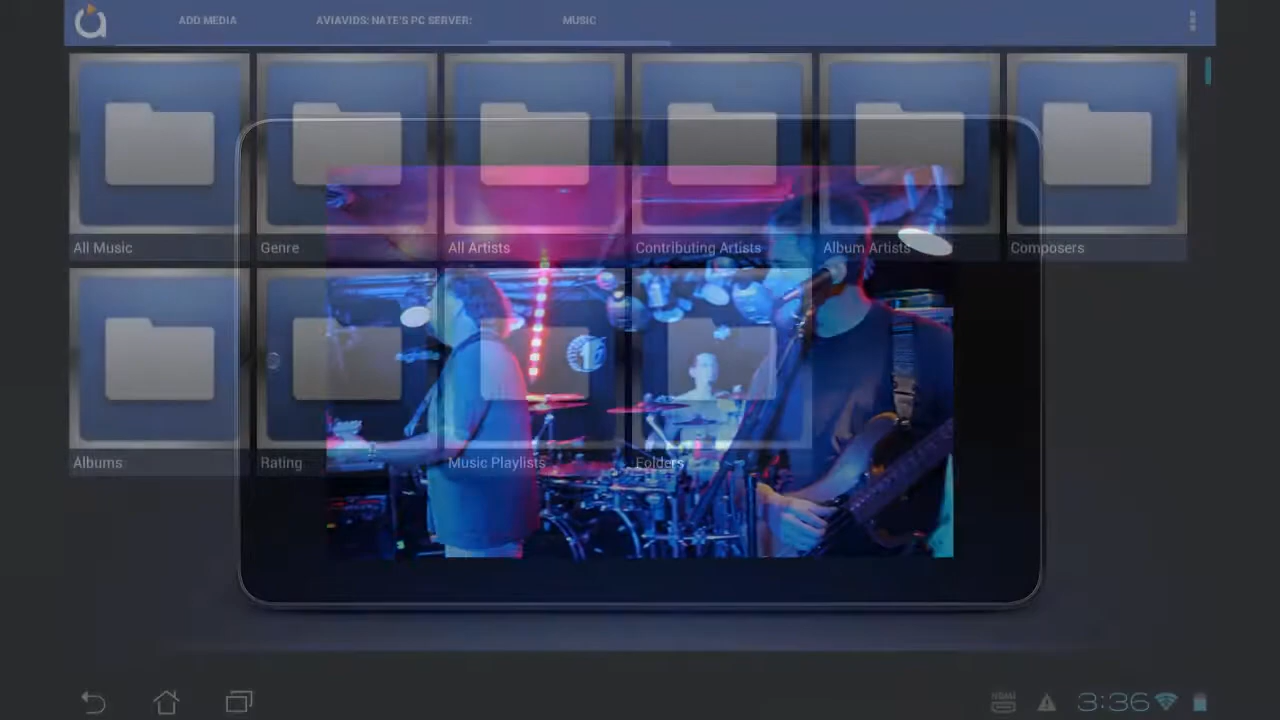 ADD MEDIA
AVIAVIDS: NATE'S PC SERVER:
MUSIC
All Music
Genre
All Artists
Contributing Artists
Album Artists
Composers
Albums
Rating
Music Playlists
Folders
HDMI
3:36